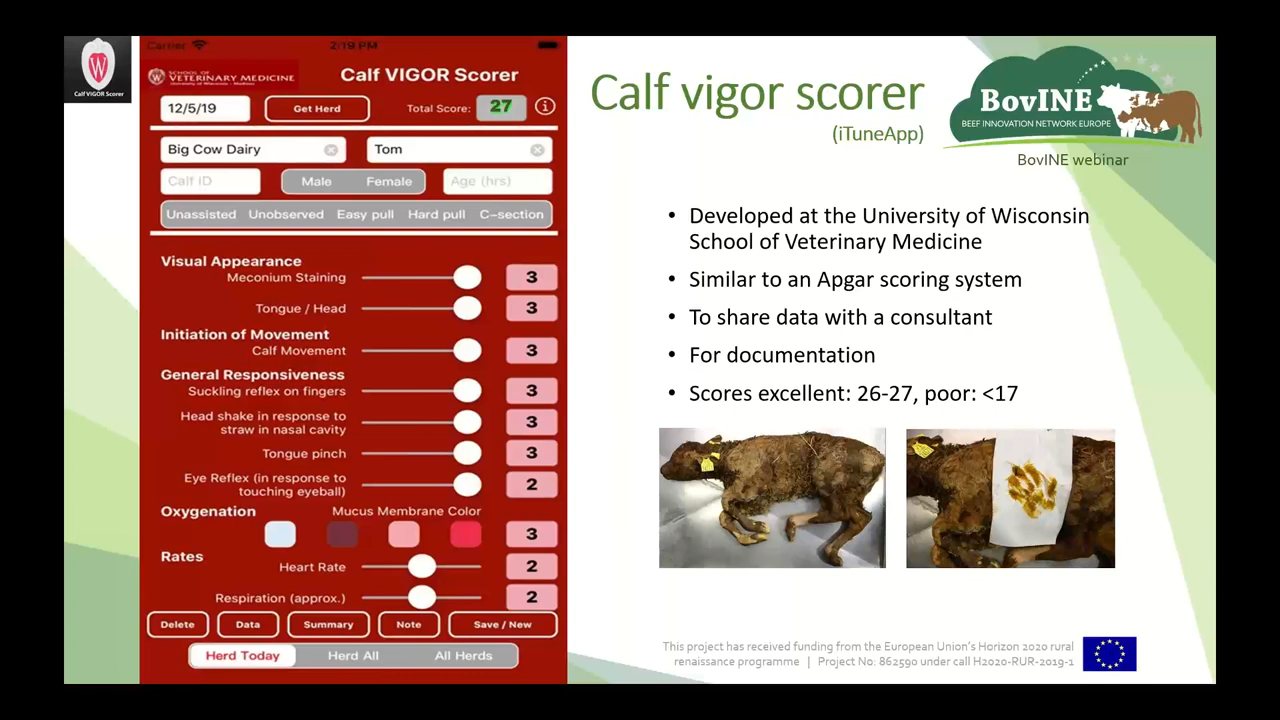 Calf VIGOR Scorer
Carrier
2:19 PM
SCHOOL OF
VETERINARY MEDICINE
University of Wisconsin - Madison
Calf VIGOR Scorer
12/5/19
Get Herd
Total Score: 27
Big Cow Dairy
Tom
Calf ID
Male Female
Age (hrs)
Unassisted Unobserved Easy pull Hard pull C-section
Visual Appearance
Meconium Staining 3
Tongue / Head 3
Initiation of Movement
Calf Movement 3
General Responsiveness
Suckling reflex on fingers 3
Head shake in response to
straw in nasal cavity 3
Tongue pinch 3
Eye Reflex (in response to
touching eyeball) 2
Oxygenation Mucus Membrane Color
3
Rates
Heart Rate 2
Respiration (approx.) 2
Delete Data Summary Note Save / New
Herd Today Herd All All Herds
Calf vigor scorer
(iTuneApp)
BovINE
BEEF INNOVATION NETWORK EUROPE
BovINE webinar
• Developed at the University of Wisconsin
School of Veterinary Medicine
• Similar to an Apgar scoring system
• To share data with a consultant
• For documentation
• Scores excellent: 26-27, poor: <17
This project has received funding from the European Union's Horizon 2020 rural
renaissance programme | Project No: 862590 under call H2020-RUR-2019-1